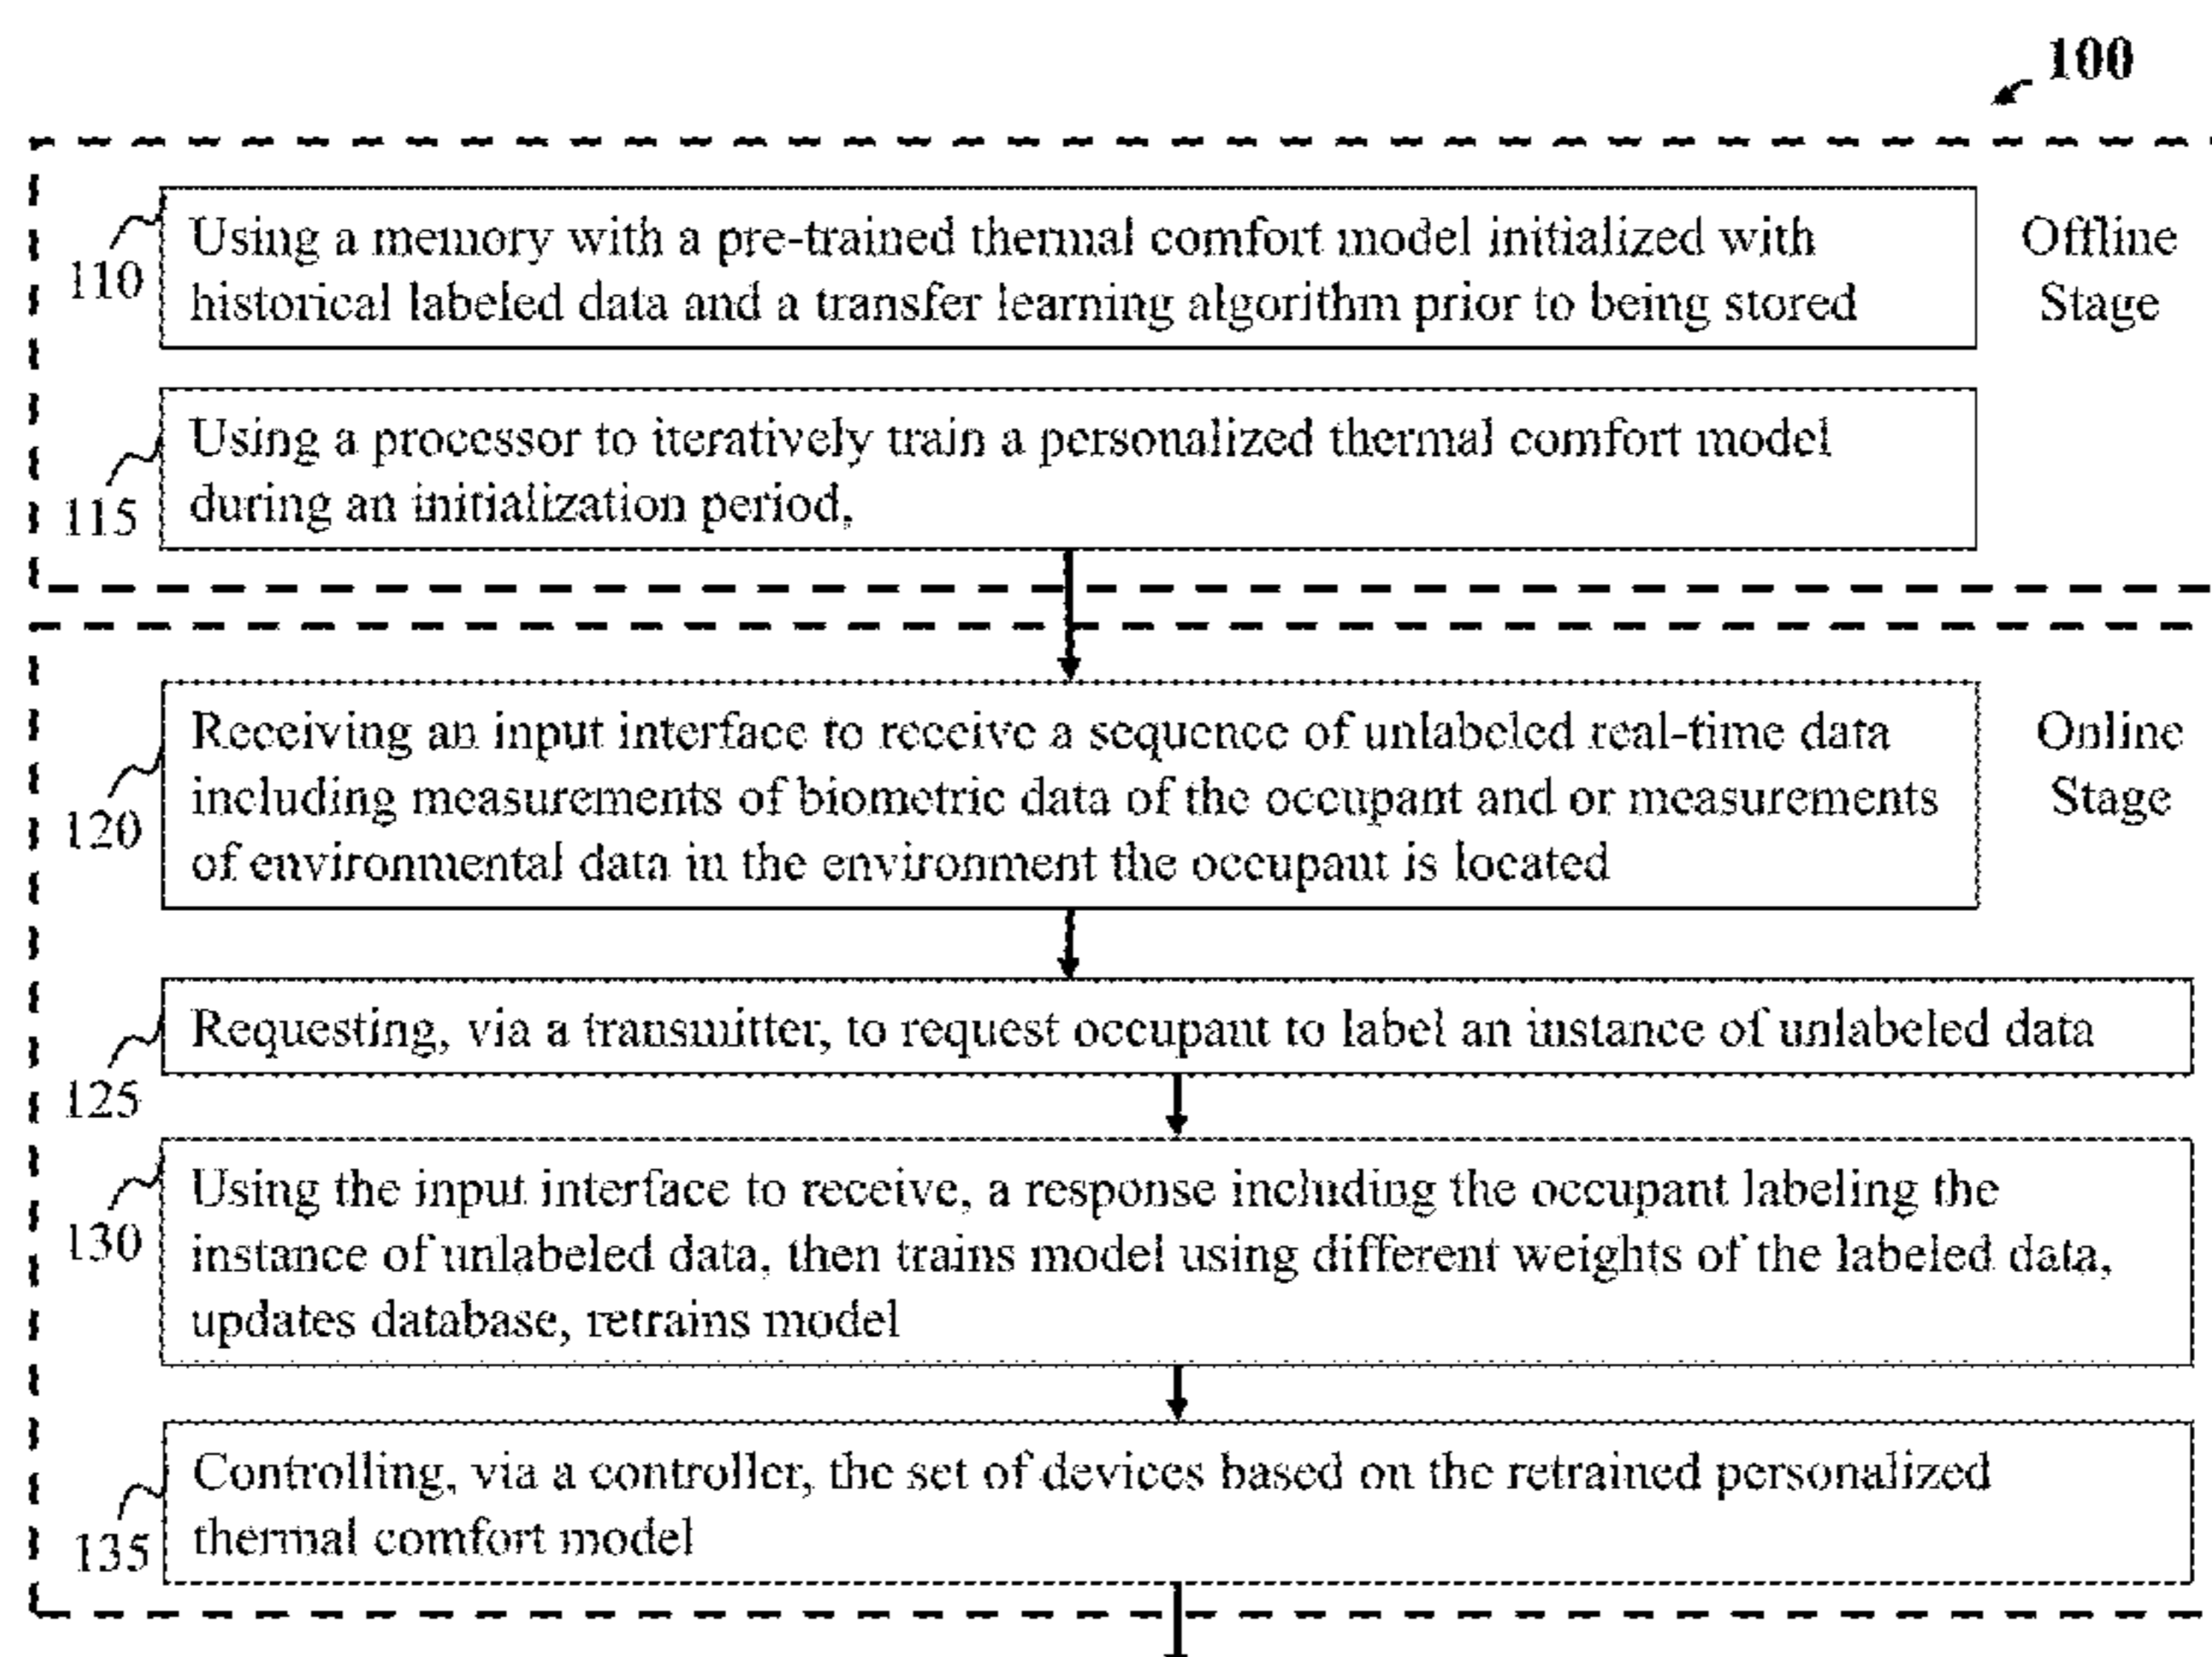 100
110
Using a memory with a pre-trained thermal comfort model initialized with
historical labeled data and a transfer learning algorithm prior to being stored
Offline
Stage
115
Using a processor to iteratively train a personalized thermal comfort model
during an initialization period,
120
Receiving an input interface to receive a sequence of unlabeled real-time data
including measurements of biometric data of the occupant and or measurements
of environmental data in the environment the occupant is located
Online
Stage
125
Requesting, via a transmitter, to request occupant to label an instance of unlabeled data
130
Using the input interface to receive, a response including the occupant labeling the
instance of unlabeled data, then trains model using different weights of the labeled data,
updates database, retrains model
135
Controlling, via a controller, the set of devices based on the retrained personalized
thermal comfort model